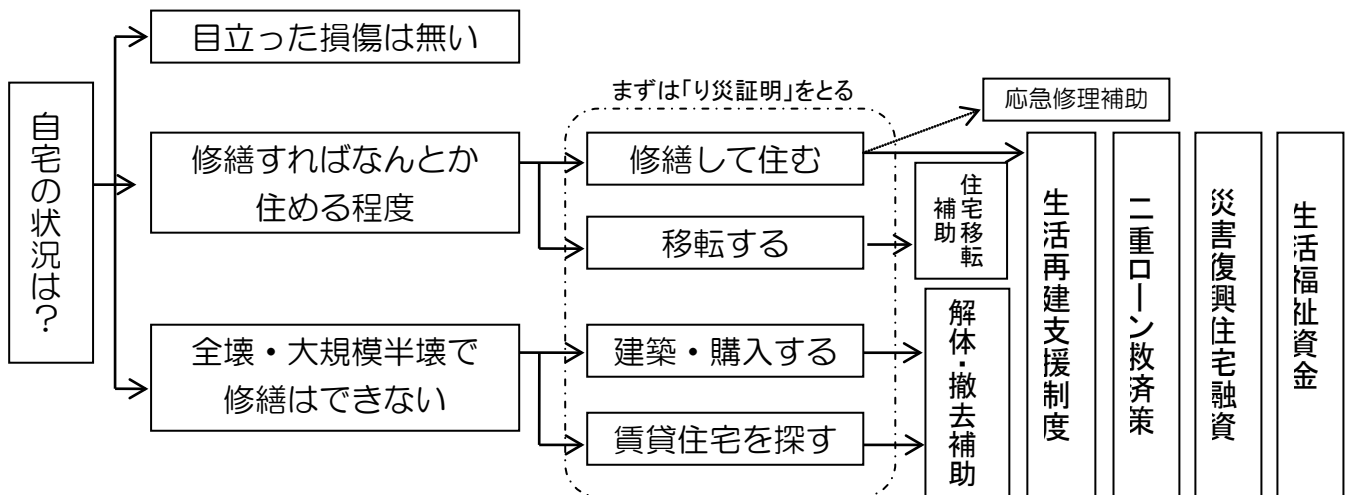 自宅の状況は?
目立った損傷は無い
修繕すればなんとか
住める程度
全壊・大規模半壊で
修繕はできない
まずは「り災証明」をとる
修繕して住む
移転する
建築・購入する
賃貸住宅を探す
応急修理補助
住宅移転
補助
解体・撤去補助
生活再建支援制度
二重ローン救済策
災害復興住宅融資
生活福祉資金